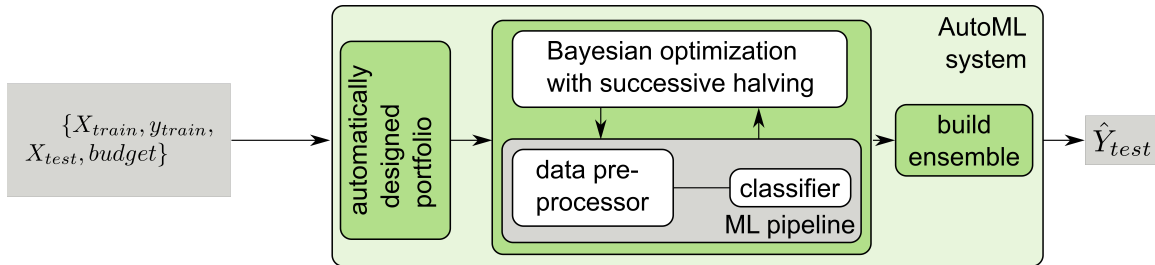 {X_train, y_train,
X_test, budget}
automatically
designed
portfolio
Bayesian optimization
with successive halving
data pre-
processor
classifier
ML pipeline
AutoML
system
build
ensemble
Ŷ_test